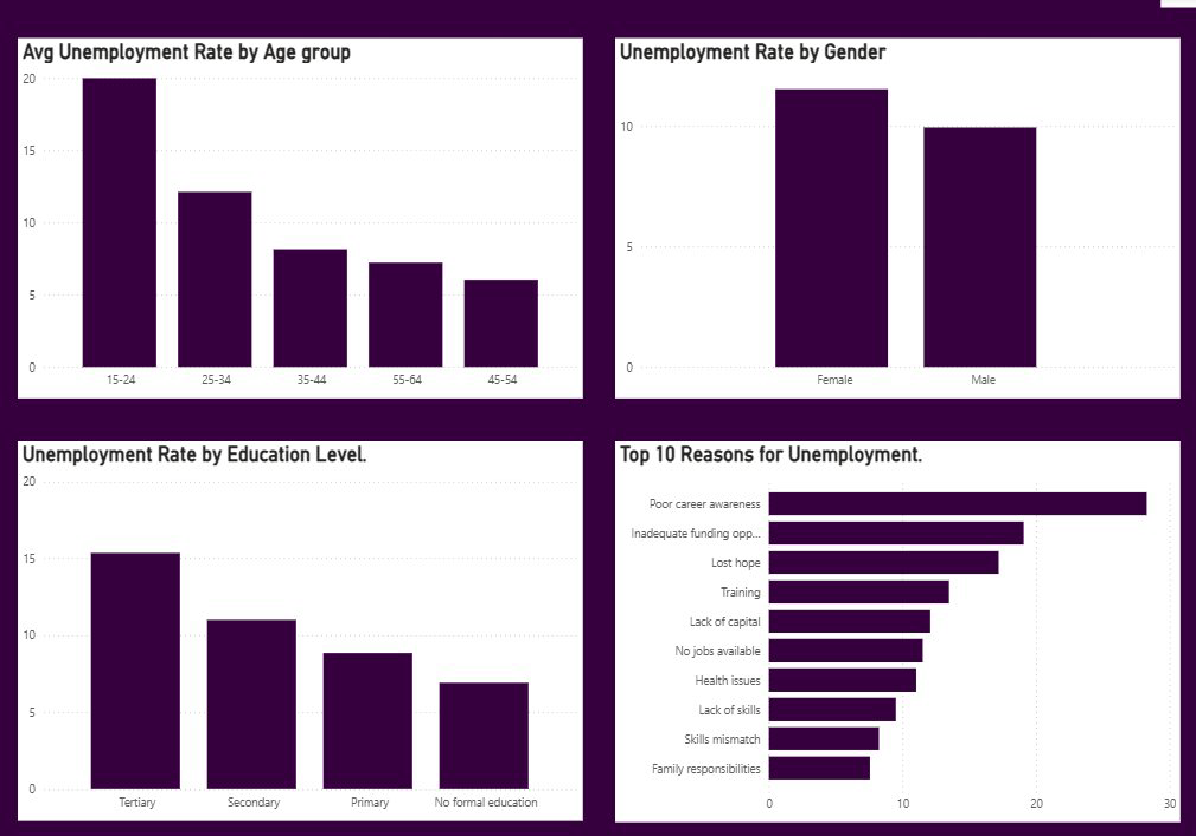 Avg Unemployment Rate by Age group
20
15
10
5
0
15-24 25-34 35-44 55-64 45-54
Unemployment Rate by Gender
10
5
0
Female Male
Unemployment Rate by Education Level.
20
15
10
5
0
Tertiary Secondary Primary No formal education
Top 10 Reasons for Unemployment.
Poor career awareness
Inadequate funding opp...
Lost hope
Training
Lack of capital
No jobs available
Health issues
Lack of skills
Skills mismatch
Family responsibilities
0 10 20 30